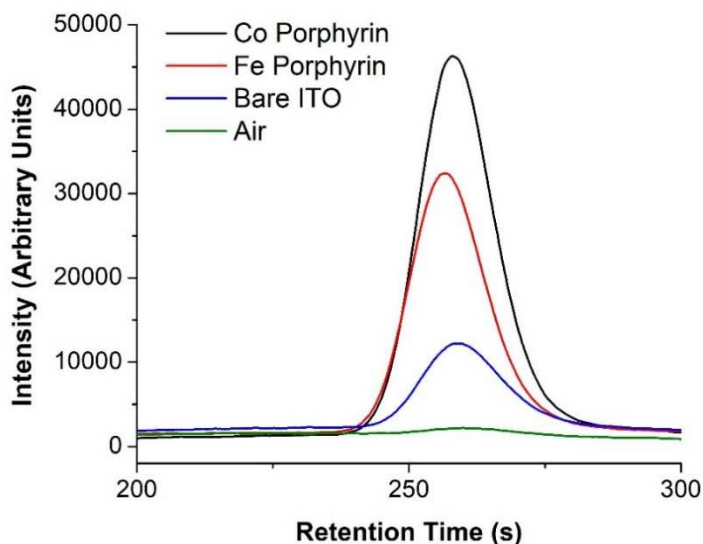 50000
40000
30000
20000
10000
0
Intensity (Arbitrary Units)
Co Porphyrin
Fe Porphyrin
Bare ITO
Air
200
250
300
Retention Time (s)